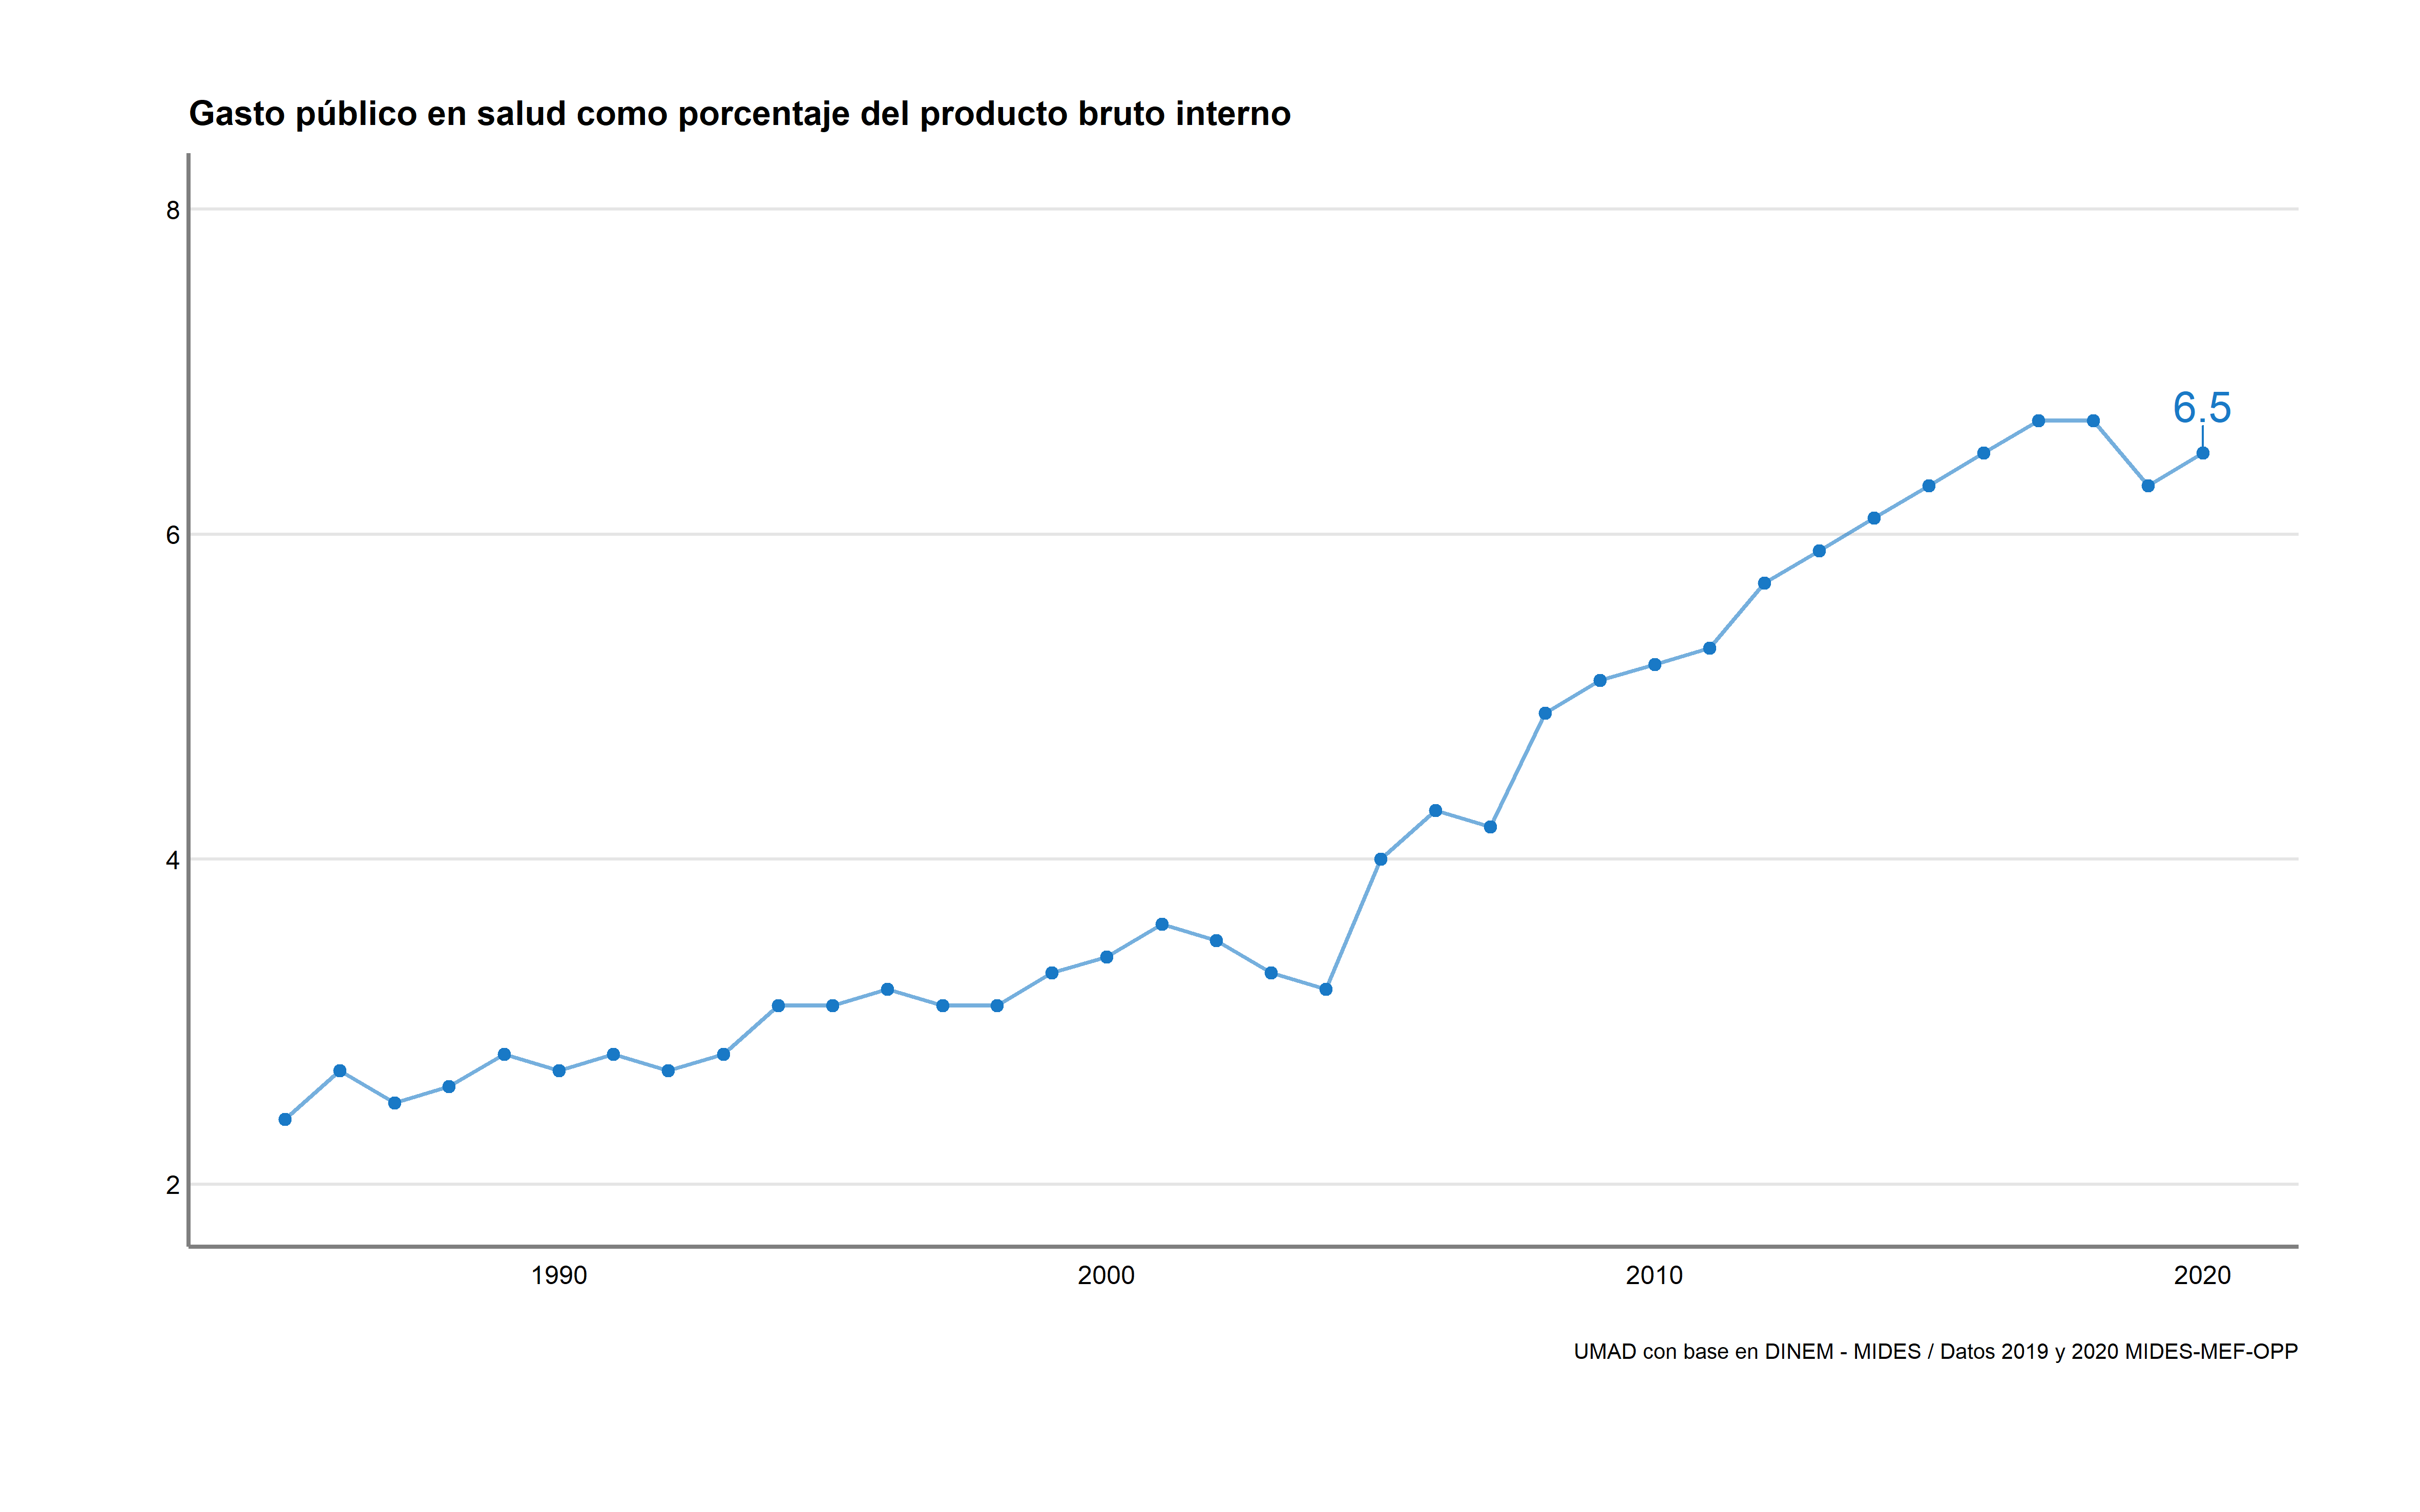 Gasto público en salud como porcentaje del producto bruto interno
8
6.5
6
4
2
1990 2000 2010 2020
UMAD con base en DINEM - MIDES / Datos 2019 y 2020 MIDES-MEF-OPP